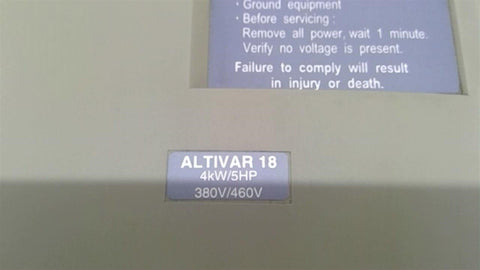 · Ground equipment
· Before servicing :
Remove all power, wait 1 minute.
Verify no voltage is present.
Failure to comply will result
in injury or death.
ALTIVAR 18
4kW/5HP
380V/460V